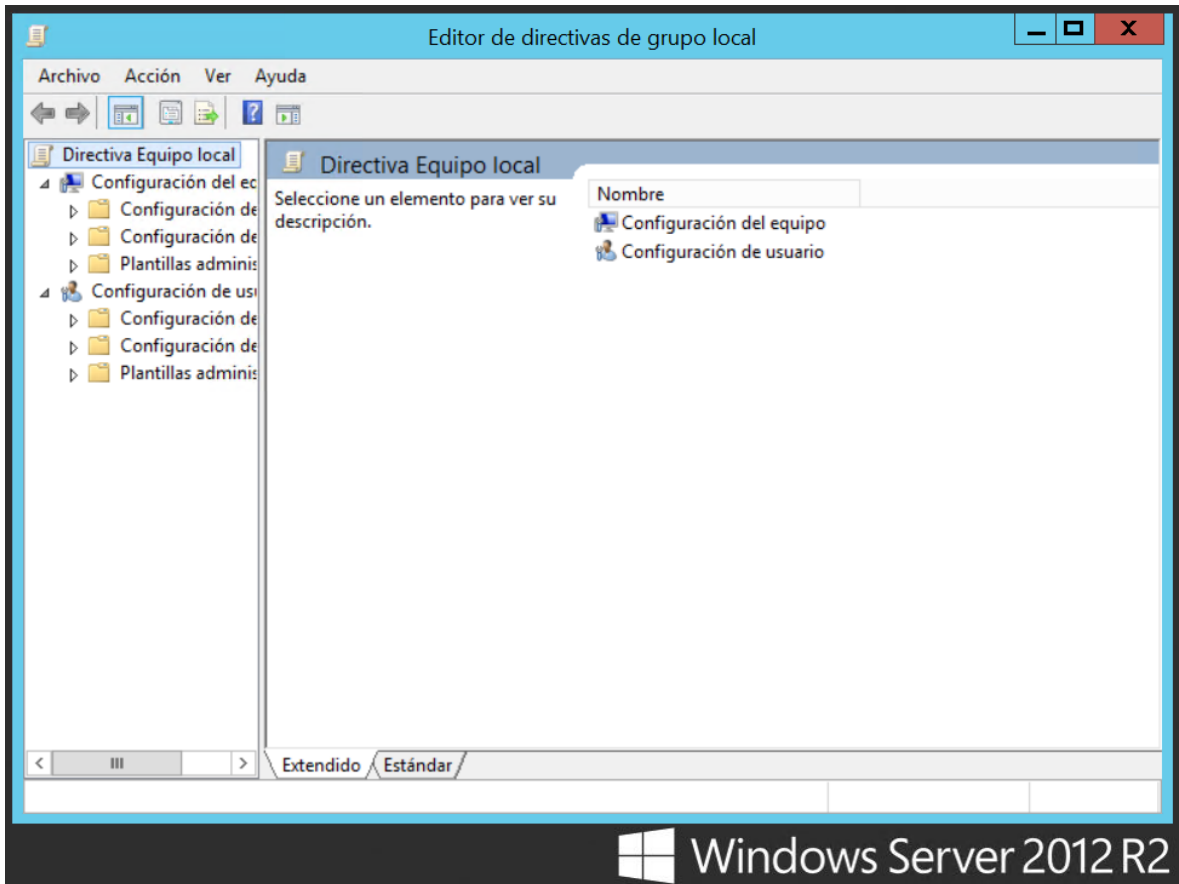 Editor de directivas de grupo local
Archivo Acción Ver Ayuda
Directiva Equipo local
Configuración del ec
Configuración de
Configuración de
Plantillas adminis
Configuración de usu
Configuración de
Configuración de
Plantillas adminis
Directiva Equipo local
Seleccione un elemento para ver su
descripción.
Nombre
Configuración del equipo
Configuración de usuario
Extendido Estándar
Windows Server 2012 R2